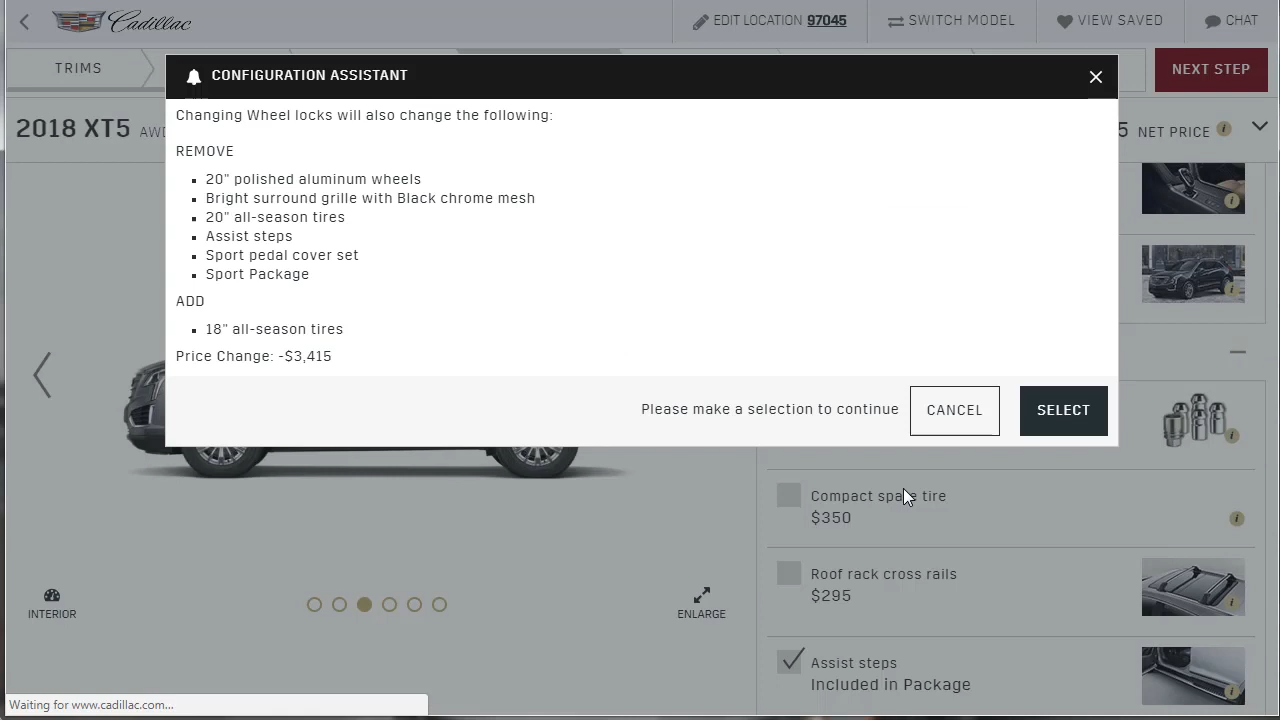 Cadillac
EDIT LOCATION 97045
SWITCH MODEL
VIEW SAVED
CHAT
TRIMS
NEXT STEP
CONFIGURATION ASSISTANT
2018 XT5 AWD
5 NET PRICE
Changing Wheel locks will also change the following:
REMOVE
20" polished aluminum wheels
Bright surround grille with Black chrome mesh
20" all-season tires
Assist steps
Sport pedal cover set
Sport Package
ADD
18" all-season tires
Price Change: -$3,415
Please make a selection to continue
CANCEL
SELECT
Compact spare tire
$350
Roof rack cross rails
$295
INTERIOR
ENLARGE
Assist steps
Included in Package
Waiting for www.cadillac.com...